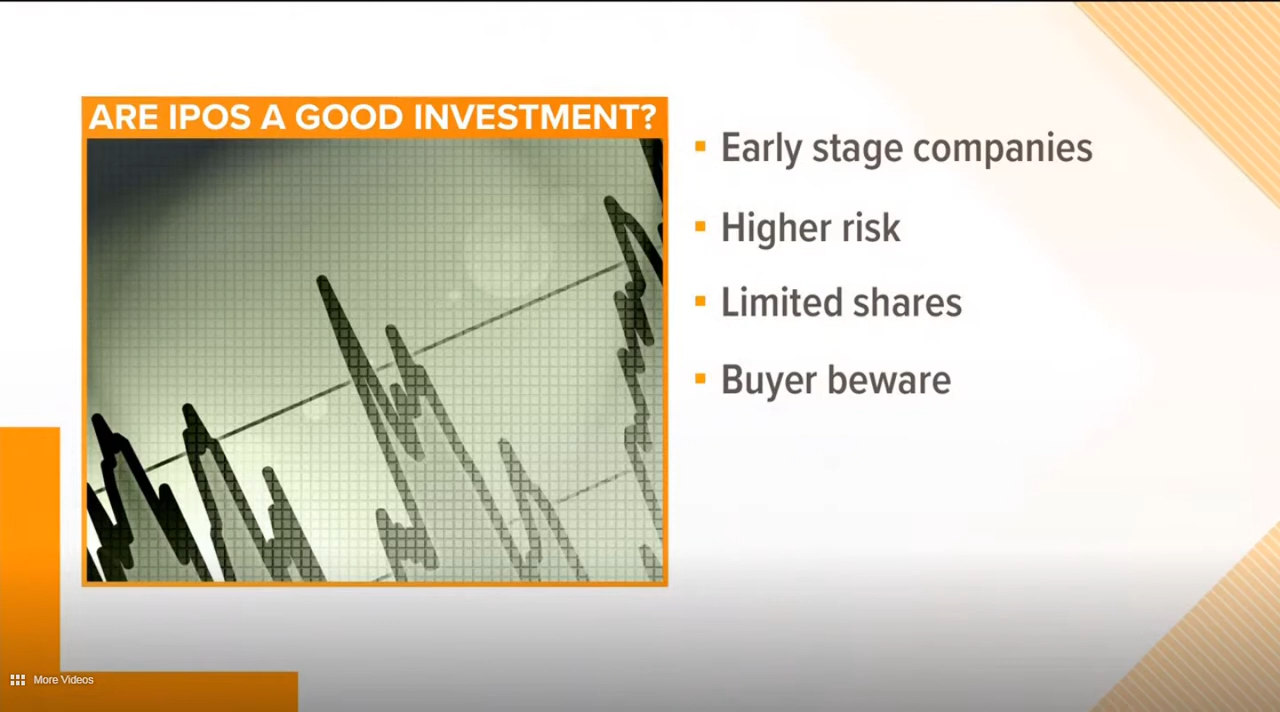 ARE IPOS A GOOD INVESTMENT?
Early stage companies
Higher risk
Limited shares
Buyer beware
More Videos